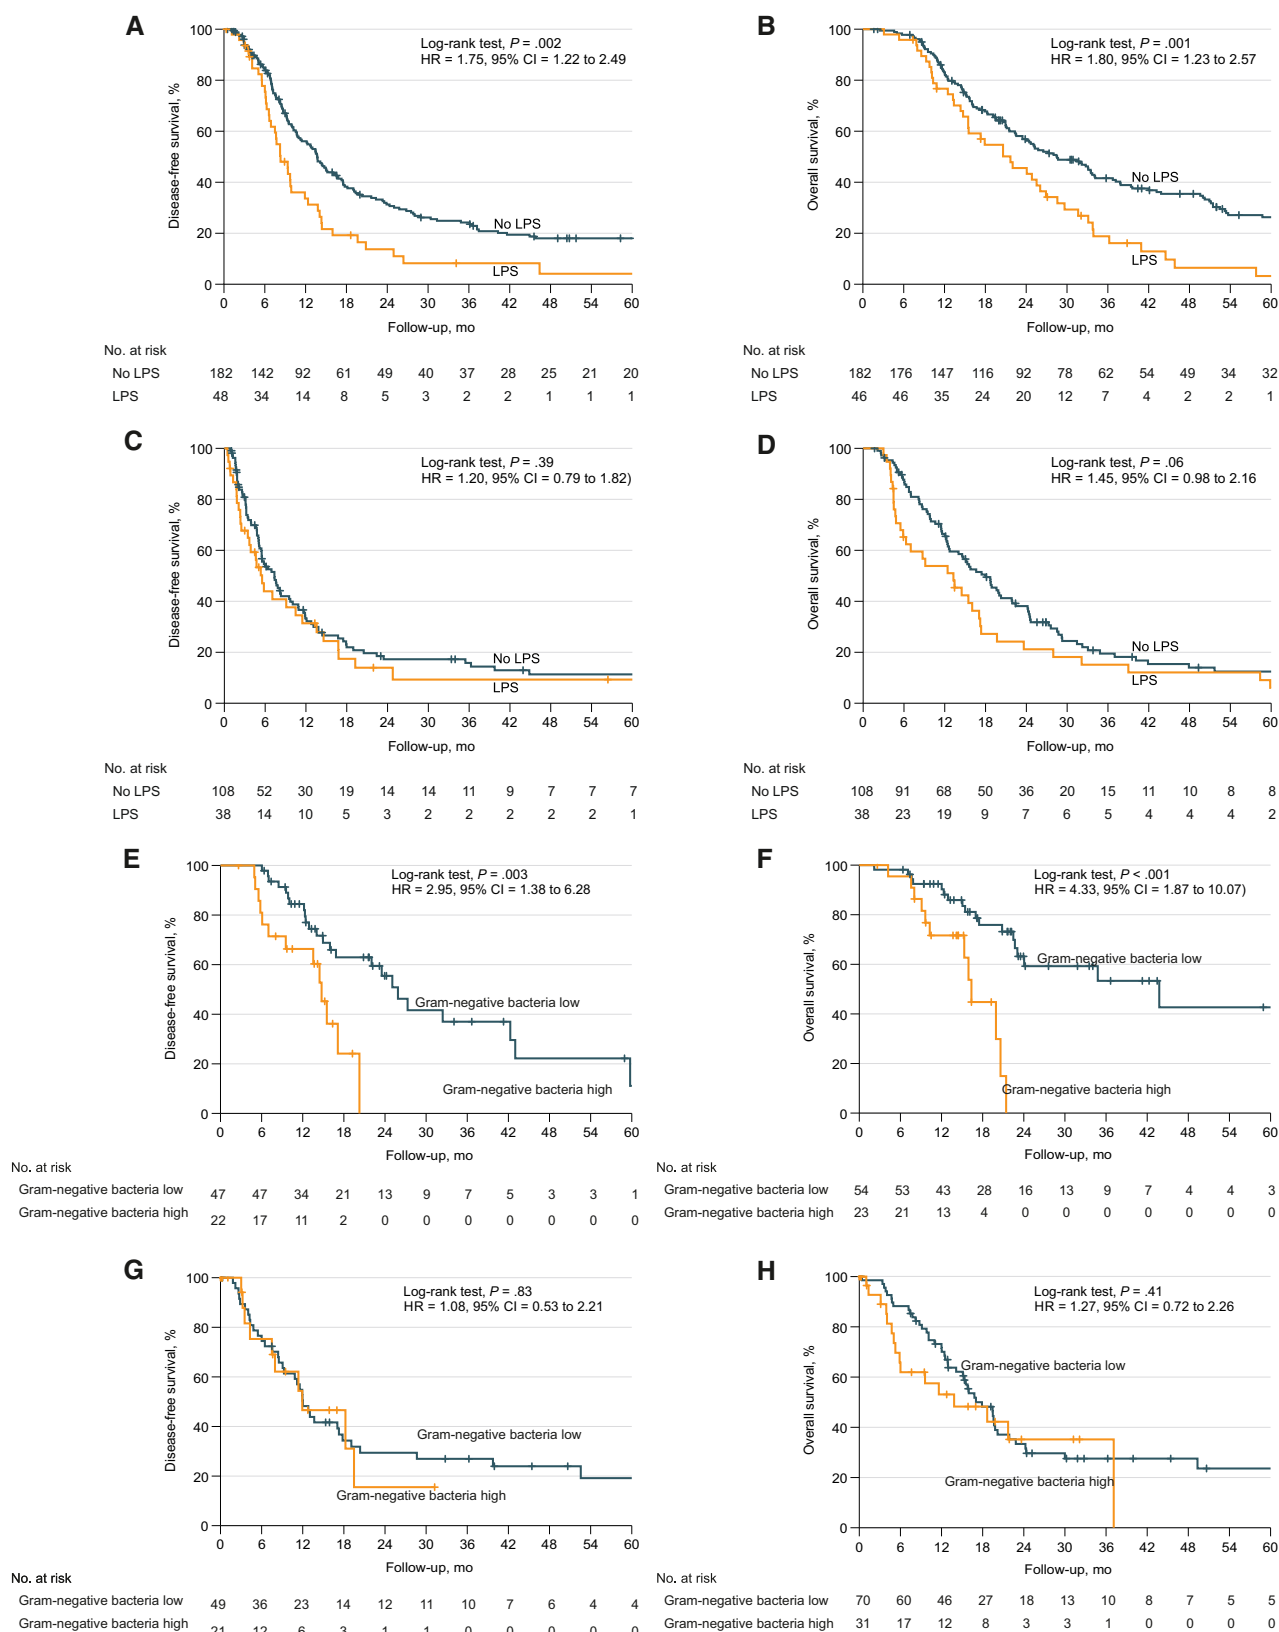 A
Log-rank test, P = .002
HR = 1.75, 95% CI = 1.22 to 2.49
Disease-free survival, %
100
80
60
40
20
0
No LPS
LPS
0 6 12 18 24 30 36 42 48 54 60
Follow-up, mo
No. at risk
No LPS 182 142 92 61 49 40 37 28 25 21 20
LPS 48 34 14 8 5 3 2 2 1 1 1
B
Log-rank test, P = .001
HR = 1.80, 95% CI = 1.23 to 2.57
Overall survival, %
100
80
60
40
20
0
No LPS
LPS
0 6 12 18 24 30 36 42 48 54 60
Follow-up, mo
No. at risk
No LPS 182 176 147 116 92 78 62 54 49 34 32
LPS 46 46 35 24 20 12 7 4 2 2 1
C
Log-rank test, P = .39
HR = 1.20, 95% CI = 0.79 to 1.82)
Disease-free survival, %
100
80
60
40
20
0
No LPS
LPS
0 6 12 18 24 30 36 42 48 54 60
Follow-up, mo
No. at risk
No LPS 108 52 30 19 14 14 11 9 7 7 7
LPS 38 14 10 5 3 2 2 2 2 2 1
D
Log-rank test, P = .06
HR = 1.45, 95% CI = 0.98 to 2.16
Overall survival, %
100
80
60
40
20
0
No LPS
LPS
0 6 12 18 24 30 36 42 48 54 60
Follow-up, mo
No. at risk
No LPS 108 91 68 50 36 20 15 11 10 8 8
LPS 38 23 19 9 7 6 5 4 4 4 2
E
Log-rank test, P = .003
HR = 2.95, 95% CI = 1.38 to 6.28
Disease-free survival, %
100
80
60
40
20
0
Gram-negative bacteria low
Gram-negative bacteria high
0 6 12 18 24 30 36 42 48 54 60
Follow-up, mo
No. at risk
Gram-negative bacteria low 47 47 34 21 13 9 7 5 3 3 1
Gram-negative bacteria high 22 17 11 2 0 0 0 0 0 0 0
F
Log-rank test, P < .001
HR = 4.33, 95% CI = 1.87 to 10.07)
Overall survival, %
100
80
60
40
20
0
Gram-negative bacteria low
Gram-negative bacteria high
0 6 12 18 24 30 36 42 48 54 60
Follow-up, mo
No. at risk
Gram-negative bacteria low 54 53 43 28 16 13 9 7 4 4 3
Gram-negative bacteria high 23 21 13 4 0 0 0 0 0 0 0
G
Log-rank test, P = .83
HR = 1.08, 95% CI = 0.53 to 2.21
Disease-free survival, %
100
80
60
40
20
0
Gram-negative bacteria low
Gram-negative bacteria high
0 6 12 18 24 30 36 42 48 54 60
Follow-up, mo
No. at risk
Gram-negative bacteria low 49 36 23 14 12 11 10 7 6 4 4
Gram-negative bacteria high 21 12 6 3 1 1 0 0 0 0 0
H
Log-rank test, P = .41
HR = 1.27, 95% CI = 0.72 to 2.26
Overall survival, %
100
80
60
40
20
0
Gram-negative bacteria low
Gram-negative bacteria high
0 6 12 18 24 30 36 42 48 54 60
Follow-up, mo
No. at risk
Gram-negative bacteria low 70 60 46 27 18 13 10 8 7 5 5
Gram-negative bacteria high 31 17 12 8 3 3 1 0 0 0 0